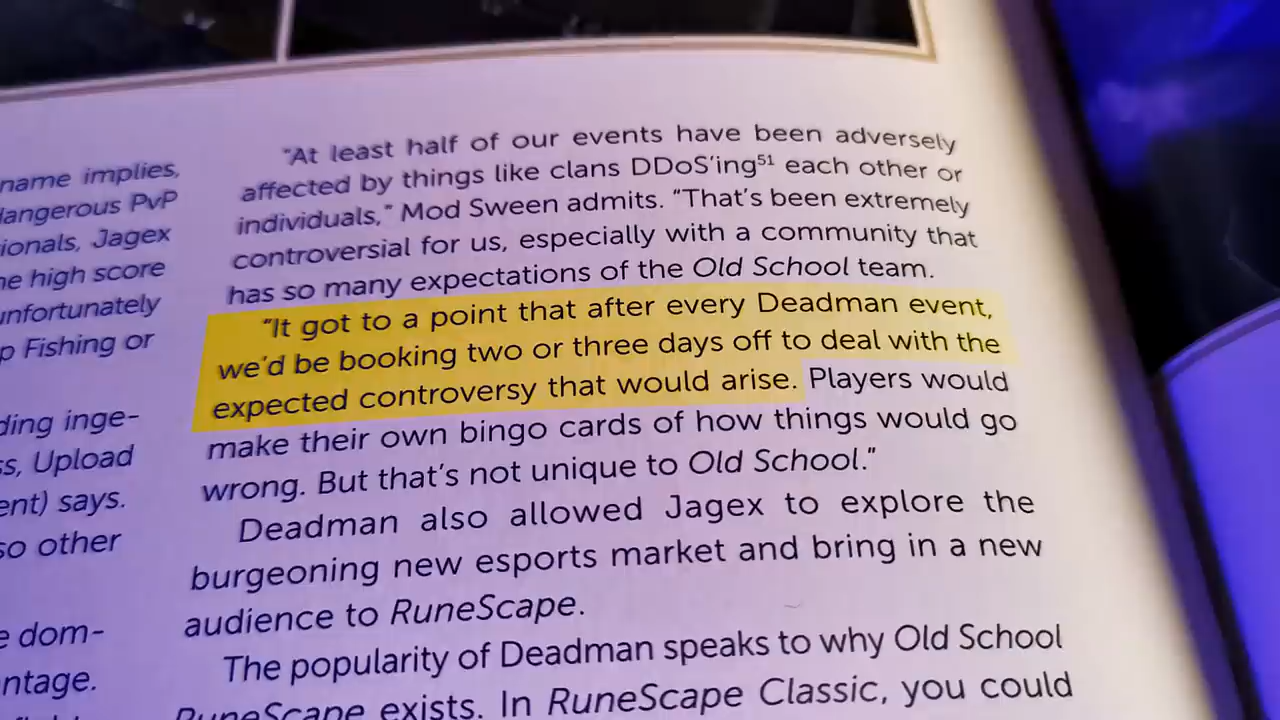 name implies,
dangerous PvP
ionals, Jagex
he high score
unfortunately
p Fishing or
ding inge-
ss, Upload
ent) says.
so other
e dom-
ntage.
"At least half of our events have been adversely
affected by things like clans DDoS'ing51 each other or
individuals," Mod Sween admits. "That's been extremely
controversial for us, especially with a community that
has so many expectations of the Old School team.
"It got to a point that after every Deadman event,
we'd be booking two or three days off to deal with the
expected controversy that would arise. Players would
make their own bingo cards of how things would go
wrong. But that's not unique to Old School."
Deadman also allowed Jagex to explore the
burgeoning new esports market and bring in a new
audience to RuneScape.
The popularity of Deadman speaks to why Old School
RuneScape exists. In RuneScape Classic, you could